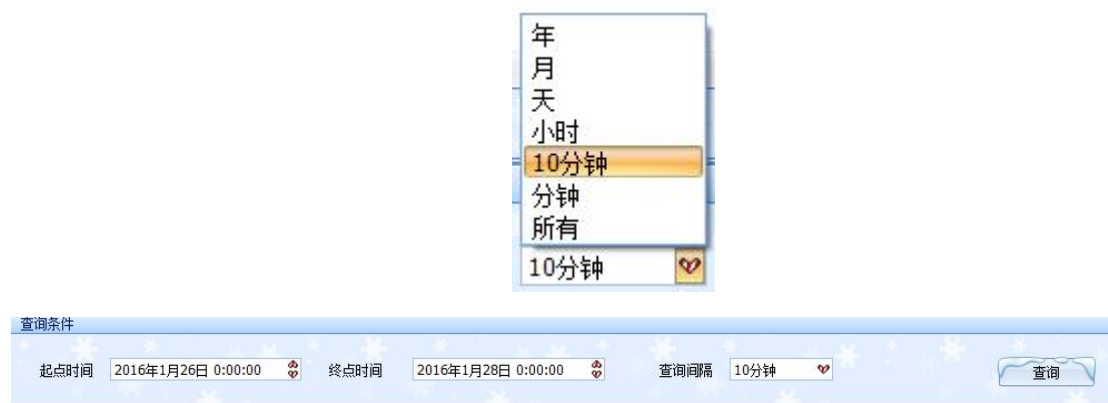 年
月
天
小时
10分钟
分钟
所有
10分钟
查询条件
起点时间 2016年1月26日 0:00:00 终点时间 2016年1月28日 0:00:00 查询间隔 10分钟 查询